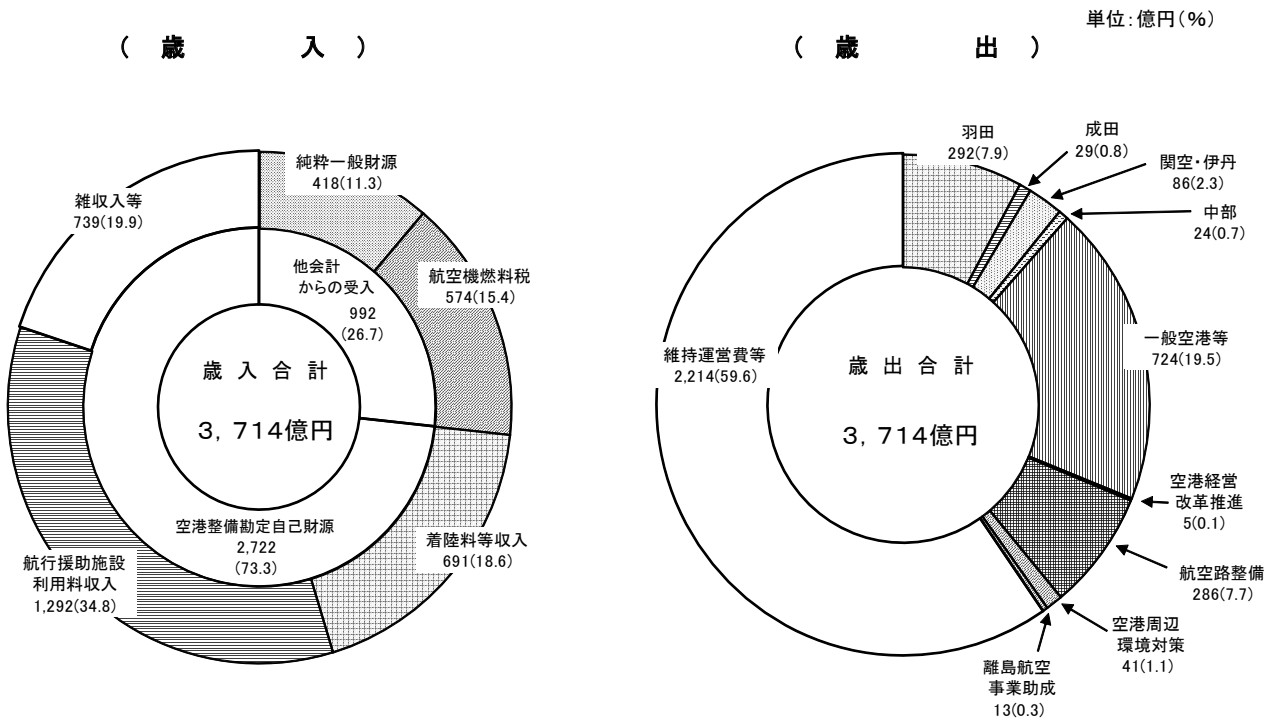 単位：億円（％）
（ 歳 入 ）
純粋一般財源
418(11.3)
雑収入等
739(19.9)
他会計
からの受入
992
(26.7)
航空機燃料税
574(15.4)
歳 入 合 計
３，７１４億円
空港整備勘定自己財源
2,722
(73.3)
着陸料等収入
691(18.6)
航行援助施設
利用料収入
1,292(34.8)
（ 歳 出 ）
羽田
292(7.9)
成田
29(0.8)
関空・伊丹
86(2.3)
中部
24(0.7)
一般空港等
724(19.5)
維持運営費等
2,214(59.6)
歳 出 合 計
３，７１４億円
空港経営
改革推進
5(0.1)
航空路整備
286(7.7)
空港周辺
環境対策
41(1.1)
離島航空
事業助成
13(0.3)